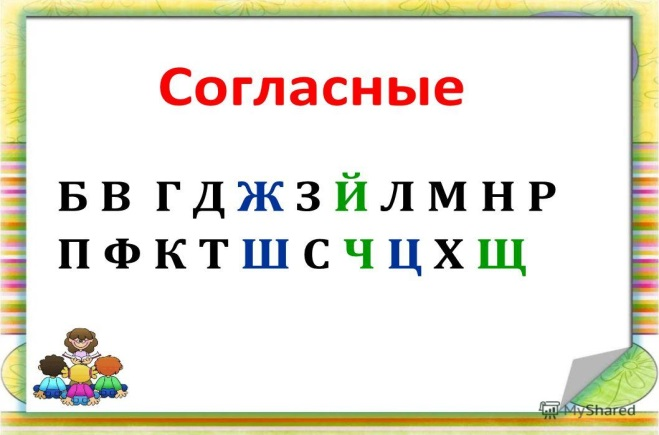 Согласные
Б В Г Д Ж З Й Л М Н Р
П Ф К Т Ш С Ч Ц Х Щ
MyShared